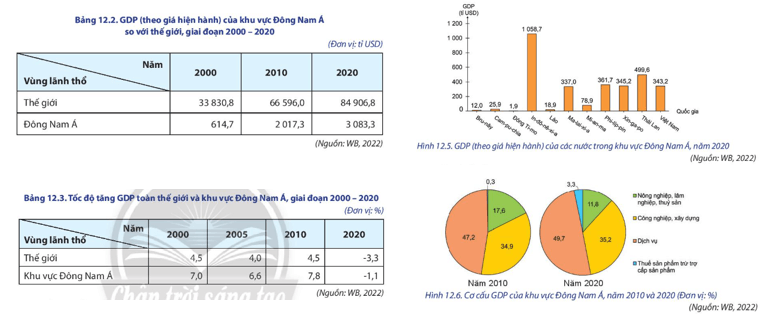 Bảng 12.2. GDP (theo giá hiện hành) của khu vực Đông Nam Á
so với thế giới, giai đoạn 2000 – 2020
(Đơn vị: tỉ USD)
Năm
Vùng lãnh thổ
2000 2010 2020
Thế giới 33 830,8 66 596,0 84 906,8
Đông Nam Á 614,7 2 017,3 3 083,3
(Nguồn: WB, 2022)
Bảng 12.3. Tốc độ tăng GDP toàn thế giới và khu vực Đông Nam Á, giai đoạn 2000 – 2020
(Đơn vị: %)
Năm
Vùng lãnh thổ
2000 2005 2010 2020
Thế giới 4,5 4,0 4,5 -3,3
Khu vực Đông Nam Á 7,0 6,6 7,8 -1,1
(Nguồn: WB, 2022)
Chân trời sáng tạo
GDP
(tỉ USD)
1 200
1 000
800
600
400
200
0
12,0 25,9 1,9 1 058,7 18,9 337,0 78,9 361,7 345,2 499,6 343,2
Quốc gia
Bru-nây Cam-pu-chia Đông Ti-mo In-đô-nê-xi-a Lào Ma-lai-xi-a Mi-an-ma Phi-líp-pin Xin-ga-po Thái Lan Việt Nam
Hình 12.5. GDP (theo giá hiện hành) của các nước trong khu vực Đông Nam Á, năm 2020
(Nguồn: WB, 2022)
0,3
17,6
34,9
47,2
Năm 2010
3,3
11,8
35,2
49,7
Năm 2020
Nông nghiệp, lâm
nghiệp, thuỷ sản
Công nghiệp, xây dựng
Dịch vụ
Thuế sản phẩm trừ trợ
cấp sản phẩm
Hình 12.6. Cơ cấu GDP của khu vực Đông Nam Á, năm 2010 và 2020 (Đơn vị: %)
(Nguồn: WB, 2022)